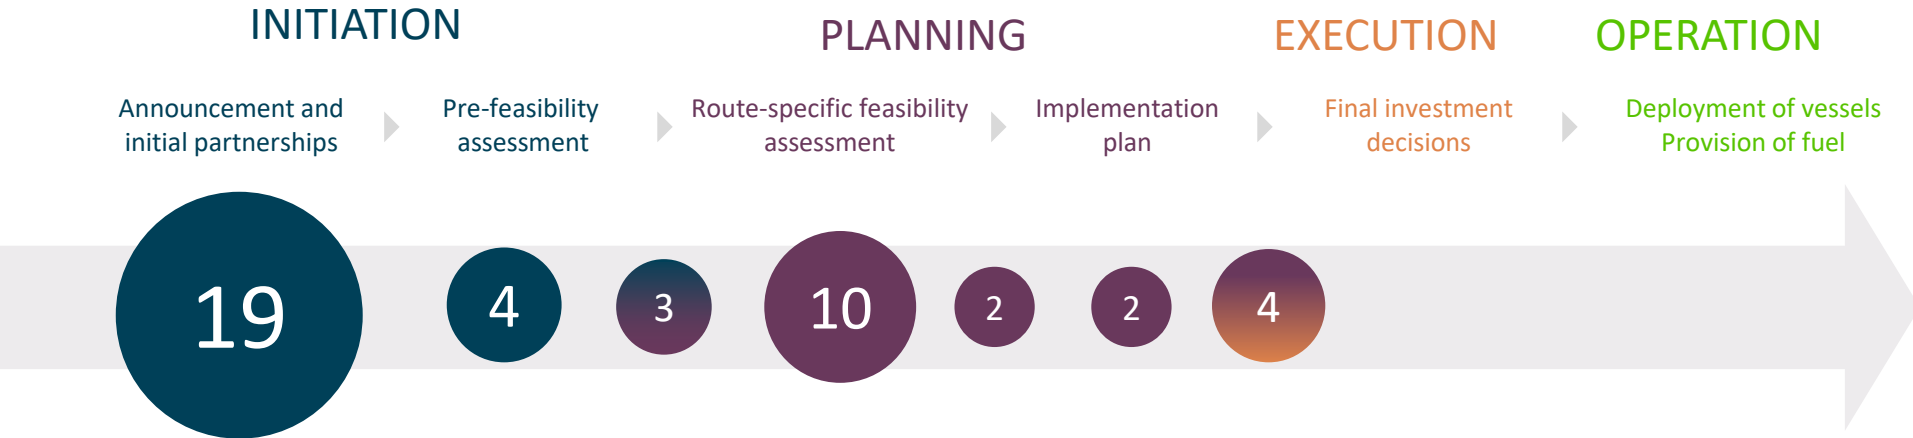 INITIATION
PLANNING
EXECUTION
OPERATION
Announcement and
initial partnerships
Pre-feasibility
assessment
Route-specific feasibility
assessment
Implementation
plan
Final investment
decisions
Deployment of vessels
Provision of fuel
19
4
3
10
2
2
4